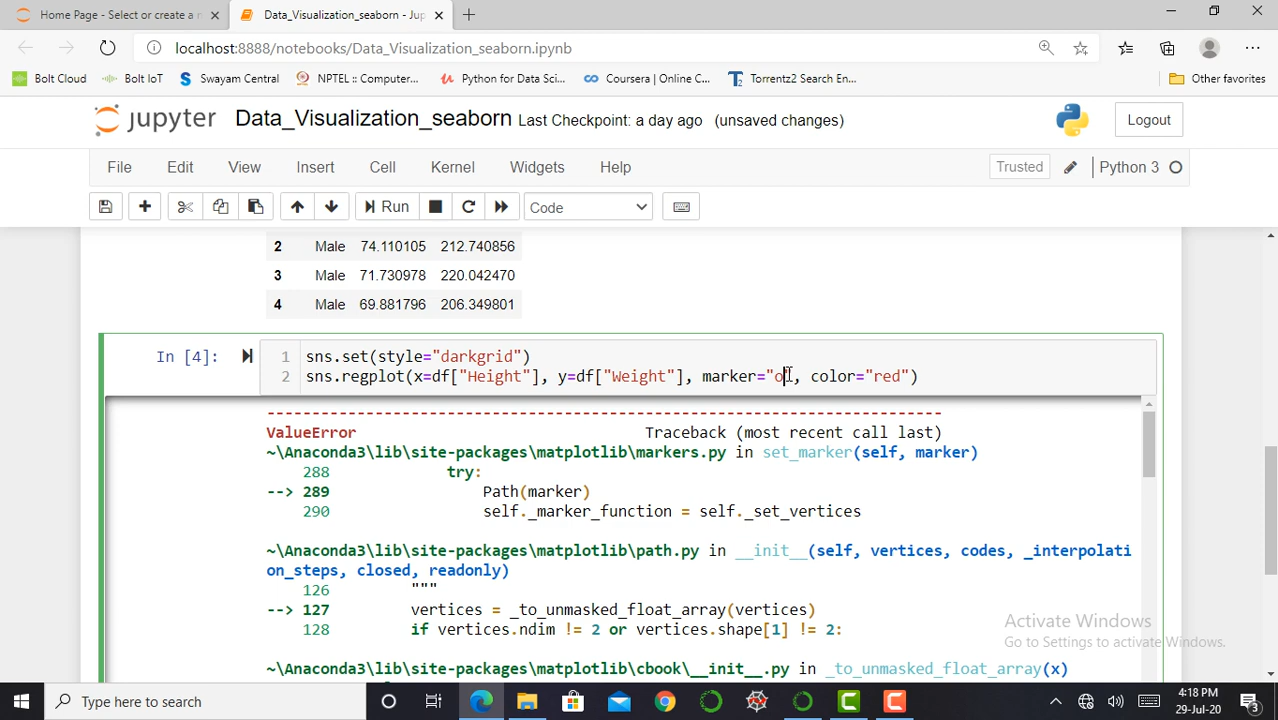 Home Page - Select or create a n
Data_Visualization_seaborn - Jup
localhost:8888/notebooks/Data_Visualization_seaborn.ipynb
Bolt Cloud
Bolt IoT
Swayam Central
NPTEL :: Computer...
Python for Data Sci...
Coursera | Online C...
Torrentz2 Search En...
Other favorites
jupyter Data_Visualization_seaborn Last Checkpoint: a day ago (unsaved changes)
Logout
File Edit View Insert Cell Kernel Widgets Help
Trusted
Python 3
Run
Code
2 Male 74.110105 212.740856
3 Male 71.730978 220.042470
4 Male 69.881796 206.349801
In [4]:
1 sns.set(style="darkgrid")
2 sns.regplot(x=df["Height"], y=df["Weight"], marker="o", color="red")
---------------------------------------------------------------------------
ValueError Traceback (most recent call last)
~\Anaconda3\lib\site-packages\matplotlib\markers.py in set_marker(self, marker)
288 try:
--> 289 Path(marker)
290 self._marker_function = self._set_vertices
~\Anaconda3\lib\site-packages\matplotlib\path.py in __init__(self, vertices, codes, _interpolati
on_steps, closed, readonly)
126 """
--> 127 vertices = _to_unmasked_float_array(vertices)
128 if vertices.ndim != 2 or vertices.shape[1] != 2:
~\Anaconda3\lib\site-packages\matplotlib\cbook\__init__.py in _to_unmasked_float_array(x)
Activate Windows
Go to Settings to activate Windows.
Type here to search
4:18 PM
29-Jul-20
3